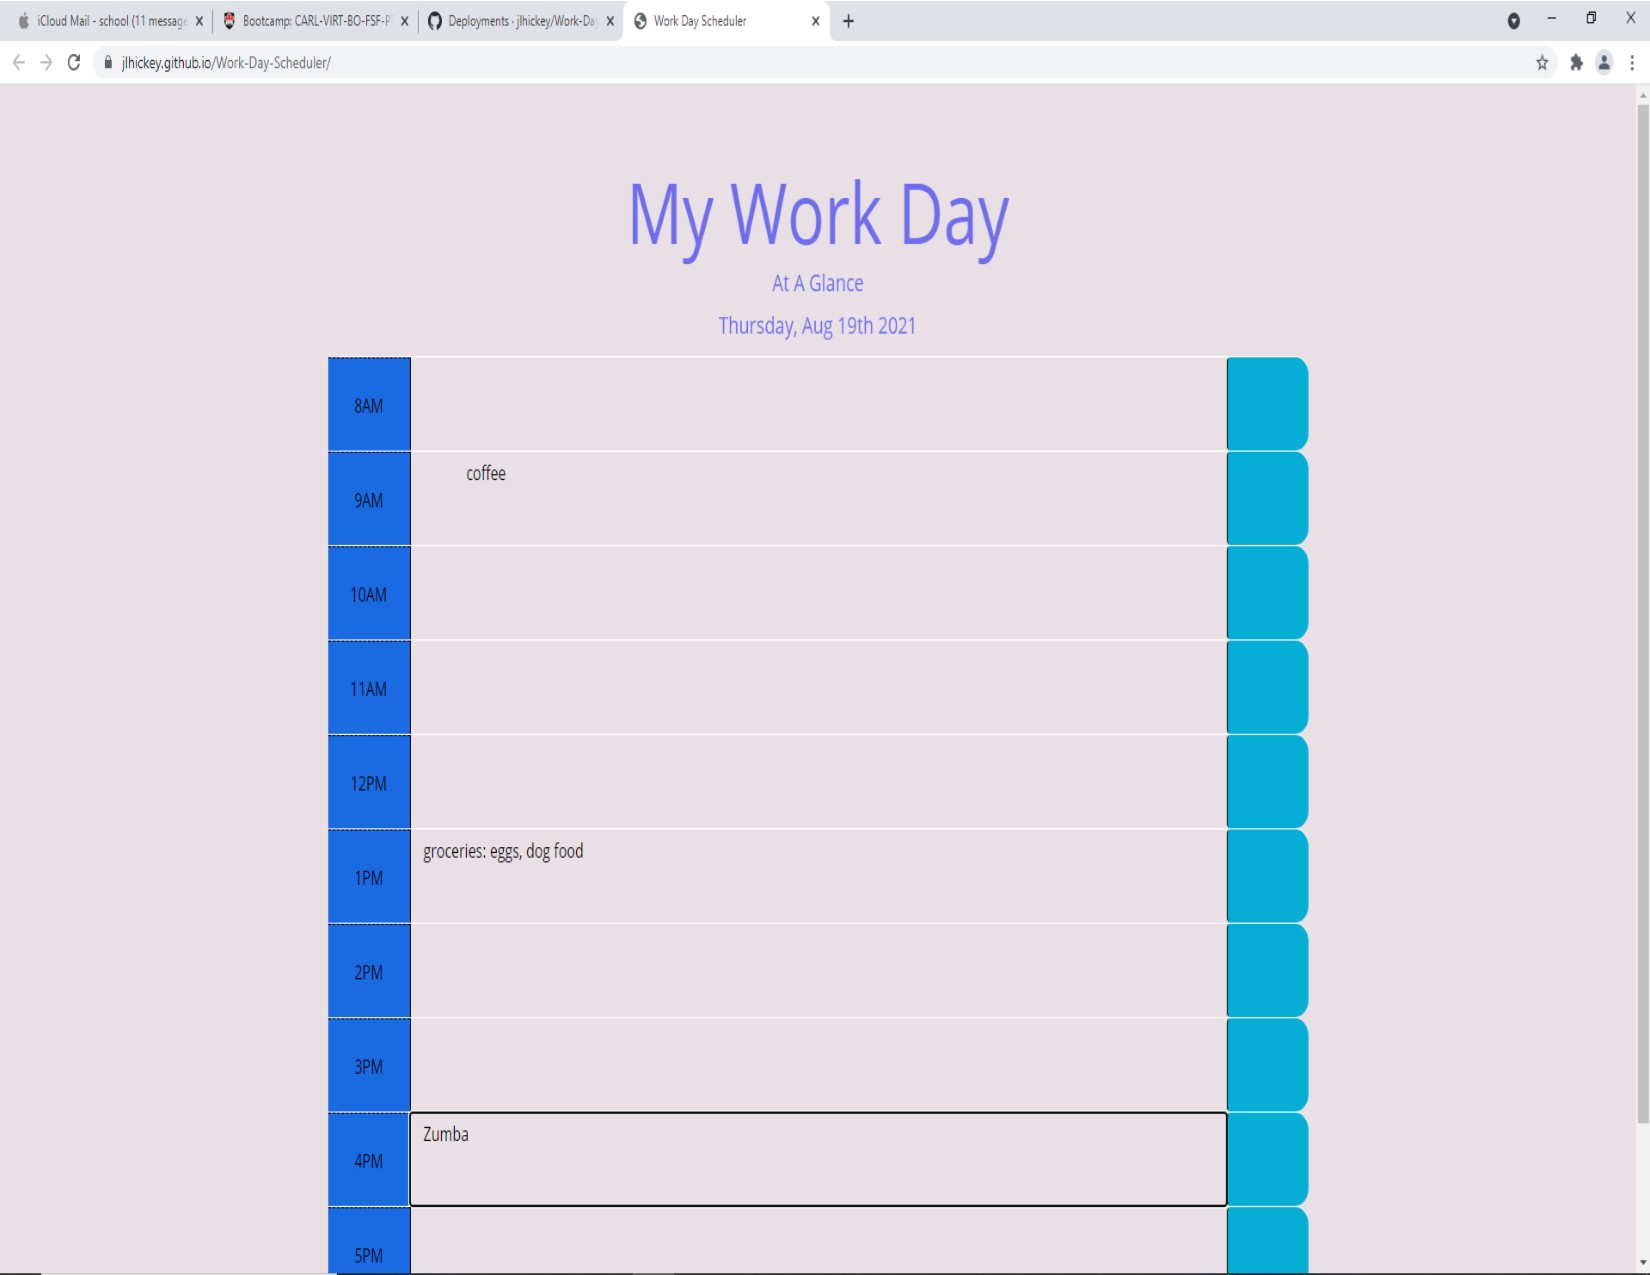 iCloud Mail - school (11 message
Bootcamp: CARL-VIRT-BO-FSF-P
Deployments · jlhickey/Work-Day
Work Day Scheduler
jlhickey.github.io/Work-Day-Scheduler/
My Work Day
At A Glance
Thursday, Aug 19th 2021
8AM
9AM coffee
10AM
11AM
12PM
1PM groceries: eggs, dog food
2PM
3PM
4PM Zumba
5PM